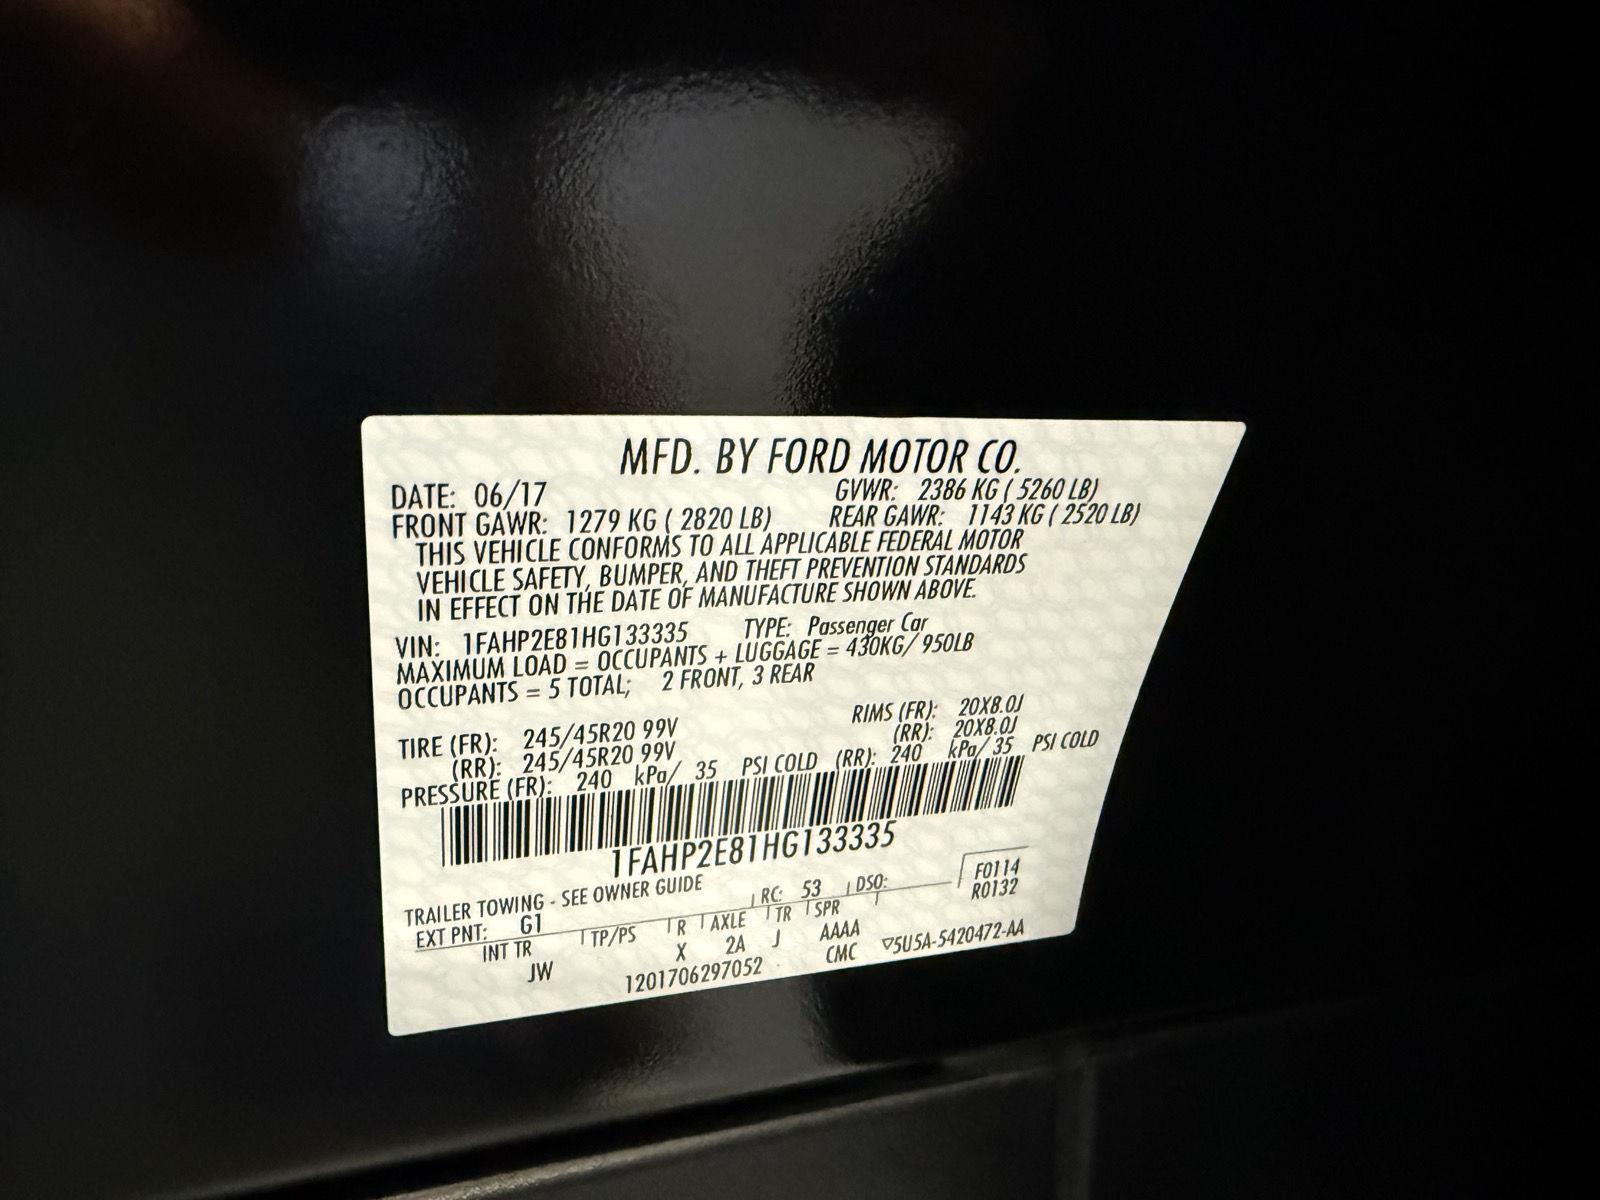 MFD. BY FORD MOTOR CO.
DATE: 06/17 GVWR: 2386 KG ( 5260 LB)
FRONT GAWR: 1279 KG ( 2820 LB) REAR GAWR: 1143 KG ( 2520 LB)
THIS VEHICLE CONFORMS TO ALL APPLICABLE FEDERAL MOTOR
VEHICLE SAFETY, BUMPER, AND THEFT PREVENTION STANDARDS
IN EFFECT ON THE DATE OF MANUFACTURE SHOWN ABOVE.
VIN: 1FAHP2E81HG133335 TYPE: Passenger Car
MAXIMUM LOAD = OCCUPANTS + LUGGAGE = 430KG/ 950LB
OCCUPANTS = 5 TOTAL; 2 FRONT, 3 REAR
TIRE (FR): 245/45R20 99V RIMS (FR): 20X8.0J
(RR): 245/45R20 99V (RR): 20X8.0J
PRESSURE (FR): 240 kPa/ 35 PSI COLD (RR): 240 kPa/ 35 PSI COLD
1FAHP2E81HG133335
TRAILER TOWING - SEE OWNER GUIDE RC: 53 DSO: F0114
EXT PNT: G1 R0132
INT TR TP/PS R AXLE TR SPR
JW X 2A J AAAA
1201706297052 CMC ▽5U5A-5420472-AA